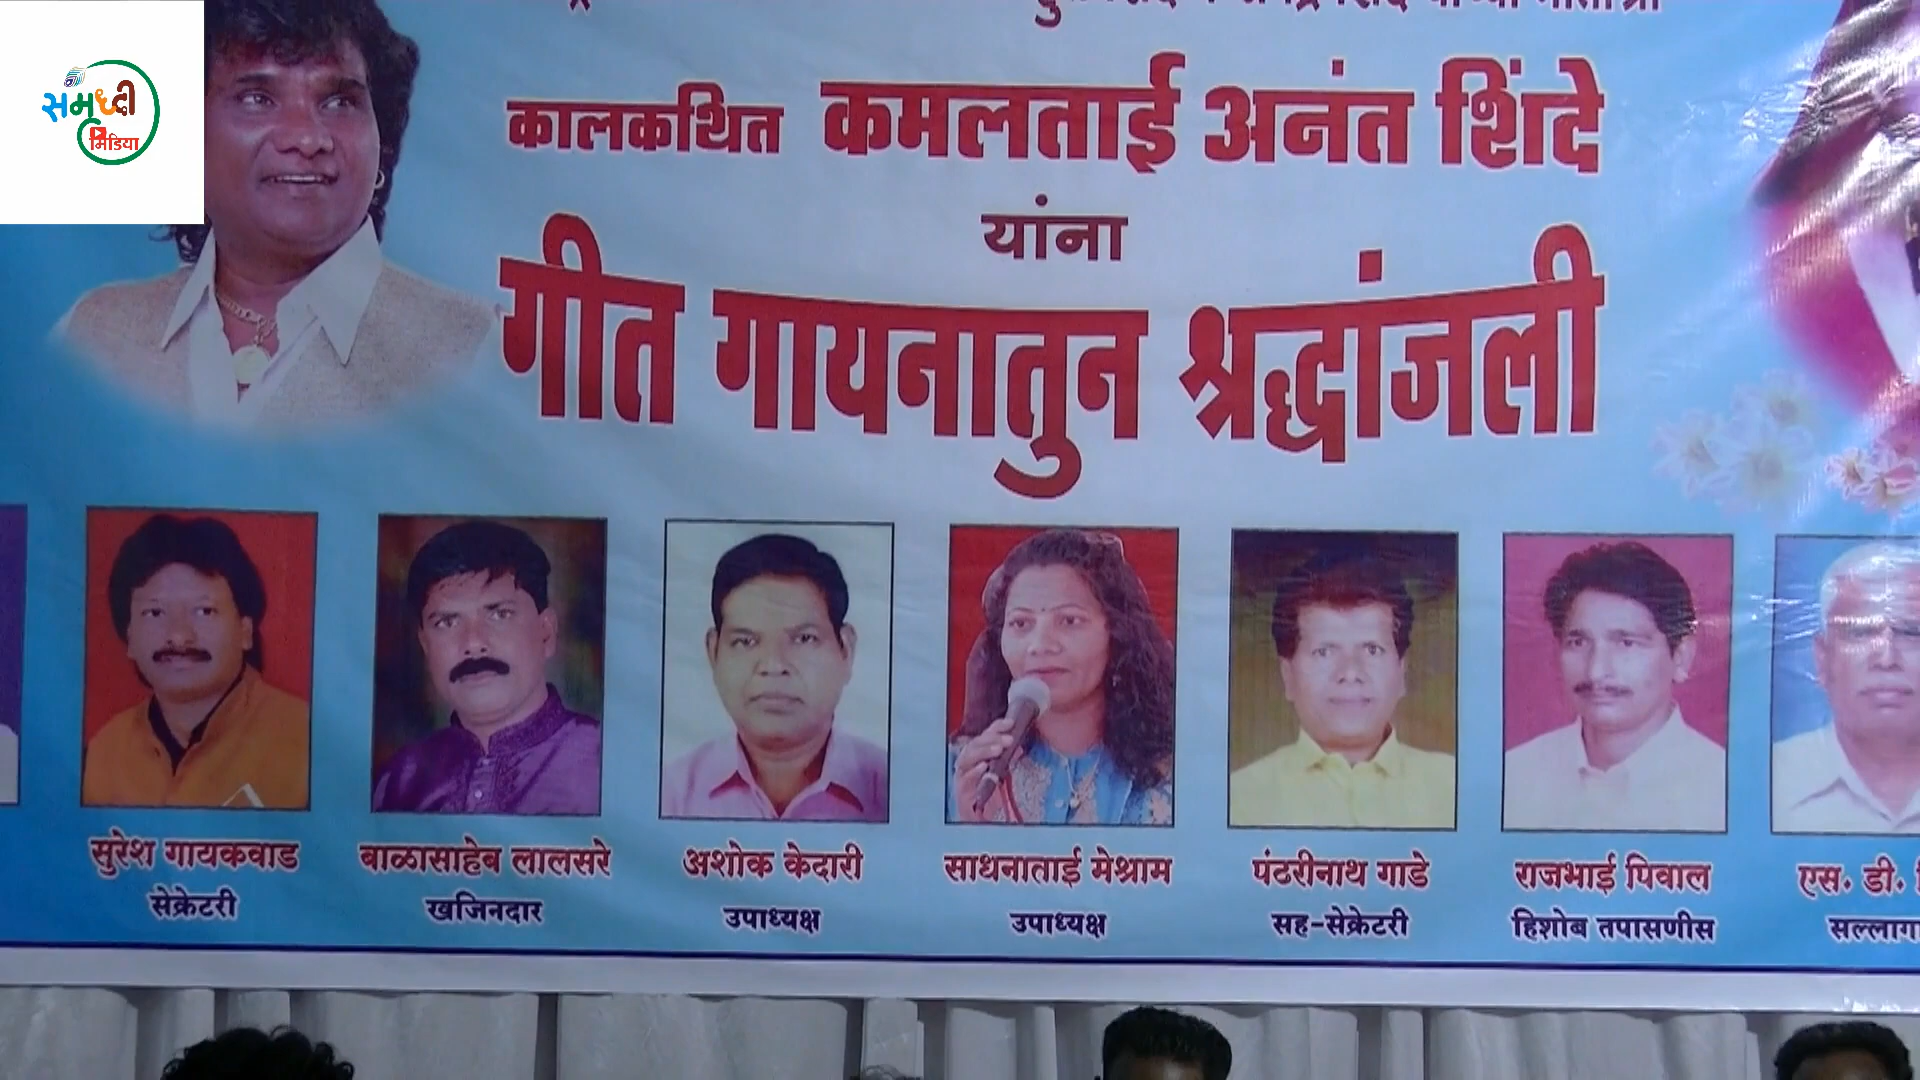 समृध्दी
मिडिया
कालकथित कमलताई अनंत शिंदे
यांना
गीत गायनातुन श्रद्धांजली
सुरेश गायकवाड
सेक्रेटरी
बाळासाहेब लालसरे
खजिनदार
अशोक केदारी
उपाध्यक्ष
साधनाताई मेश्राम
उपाध्यक्ष
पंढरीनाथ गाडे
सह-सेक्रेटरी
राजभाई पिवाल
हिशोब तपासणीस
एस. डी.